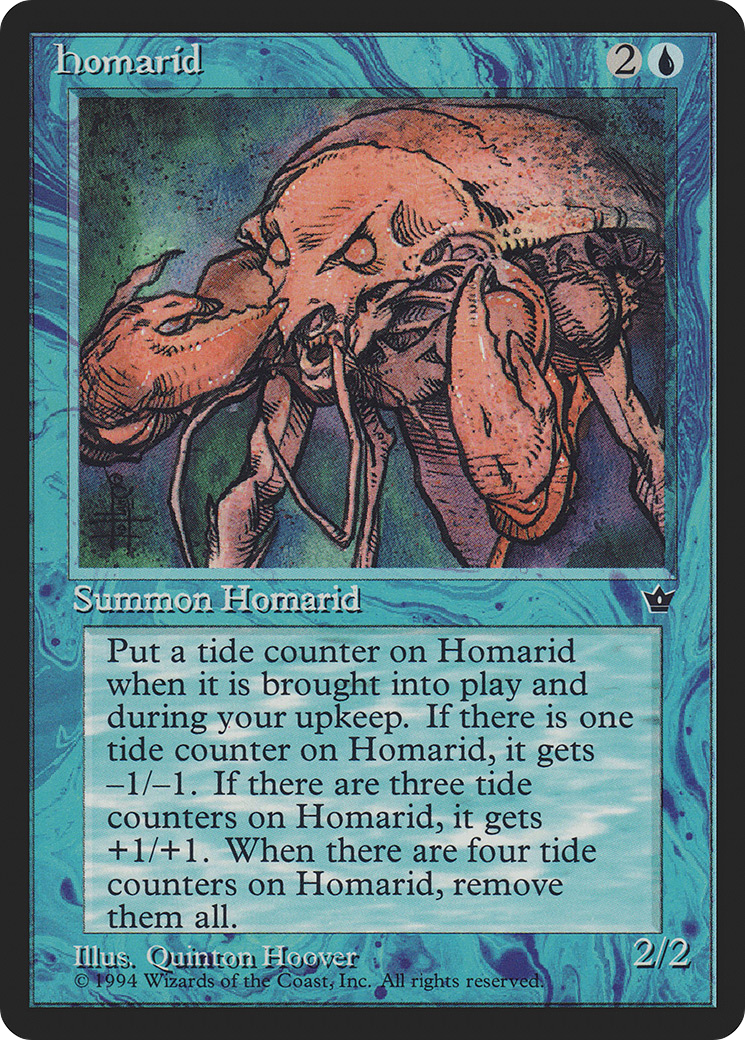 Homarid 2
Summon Homarid
Put a tide counter on Homarid
when it is brought into play and
during your upkeep. If there is one
tide counter on Homarid, it gets
–1/–1. If there are three tide
counters on Homarid, it gets
+1/+1. When there are four tide
counters on Homarid, remove
them all.
Illus. Quinton Hoover 2/2
© 1994 Wizards of the Coast, Inc. All rights reserved.